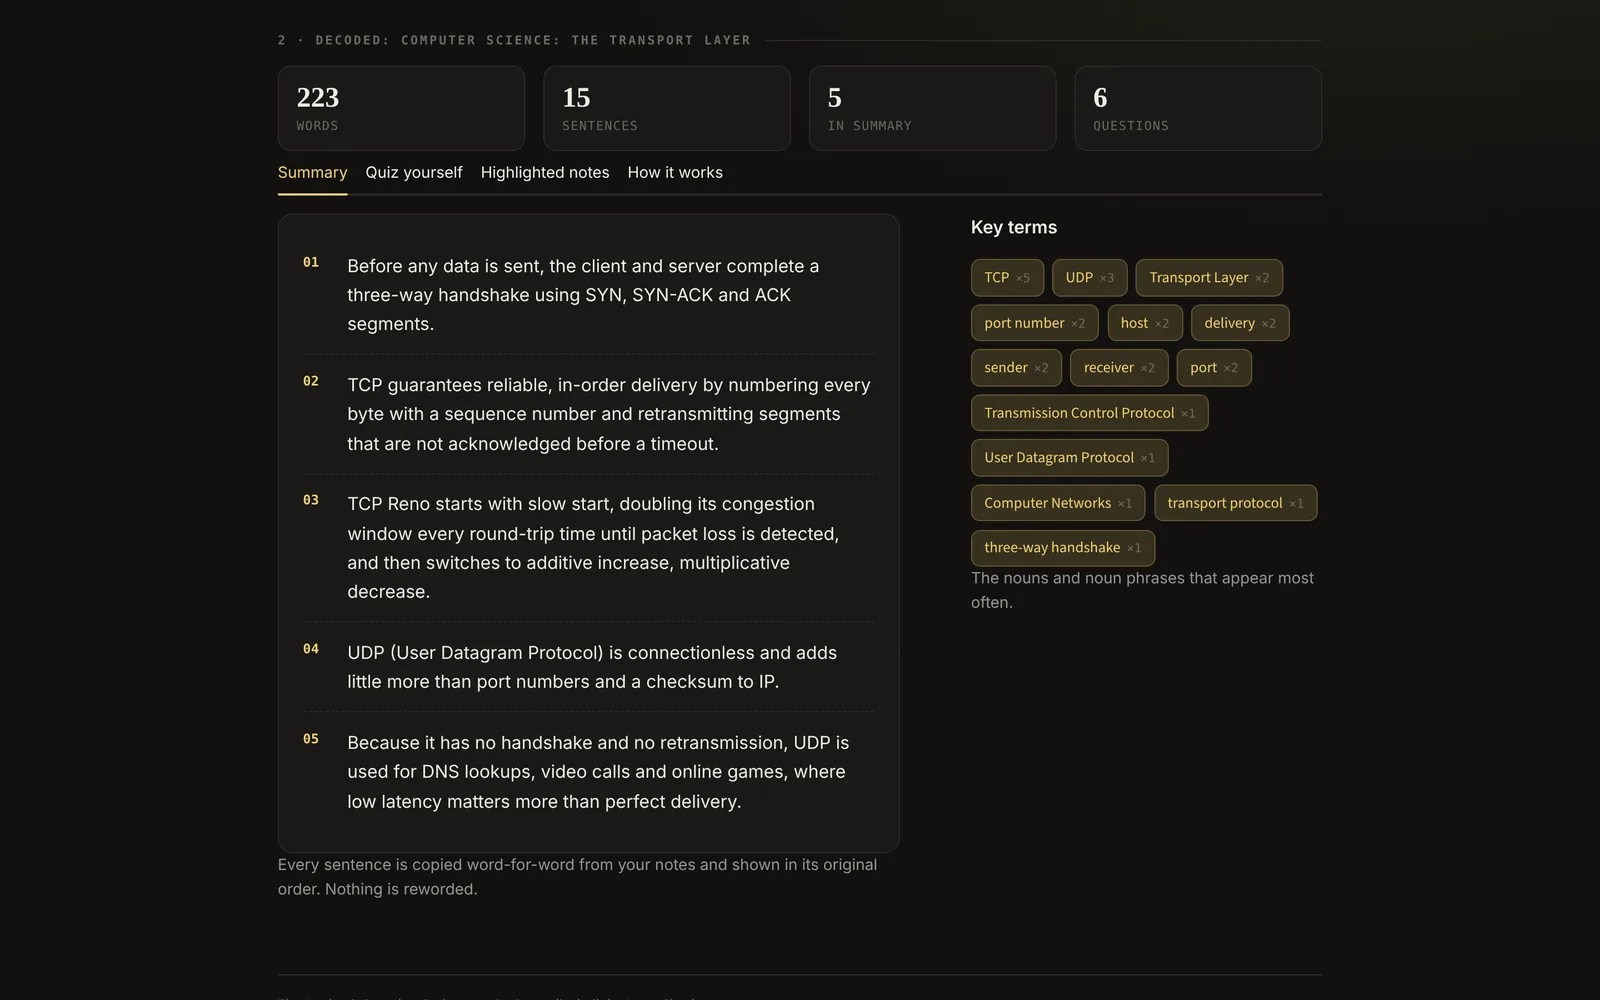 2 · DECODED: COMPUTER SCIENCE: THE TRANSPORT LAYER
223
WORDS
15
SENTENCES
5
IN SUMMARY
6
QUESTIONS
Summary Quiz yourself Highlighted notes How it works
01
Before any data is sent, the client and server complete a
three-way handshake using SYN, SYN-ACK and ACK
segments.
02
TCP guarantees reliable, in-order delivery by numbering every
byte with a sequence number and retransmitting segments
that are not acknowledged before a timeout.
03
TCP Reno starts with slow start, doubling its congestion
window every round-trip time until packet loss is detected,
and then switches to additive increase, multiplicative
decrease.
04
UDP (User Datagram Protocol) is connectionless and adds
little more than port numbers and a checksum to IP.
05
Because it has no handshake and no retransmission, UDP is
used for DNS lookups, video calls and online games, where
low latency matters more than perfect delivery.
Every sentence is copied word-for-word from your notes and shown in its original
order. Nothing is reworded.
Key terms
TCP ×5 UDP ×3 Transport Layer ×2
port number ×2 host ×2 delivery ×2
sender ×2 receiver ×2 port ×2
Transmission Control Protocol ×1
User Datagram Protocol ×1
Computer Networks ×1 transport protocol ×1
three-way handshake ×1
The nouns and noun phrases that appear most
often.